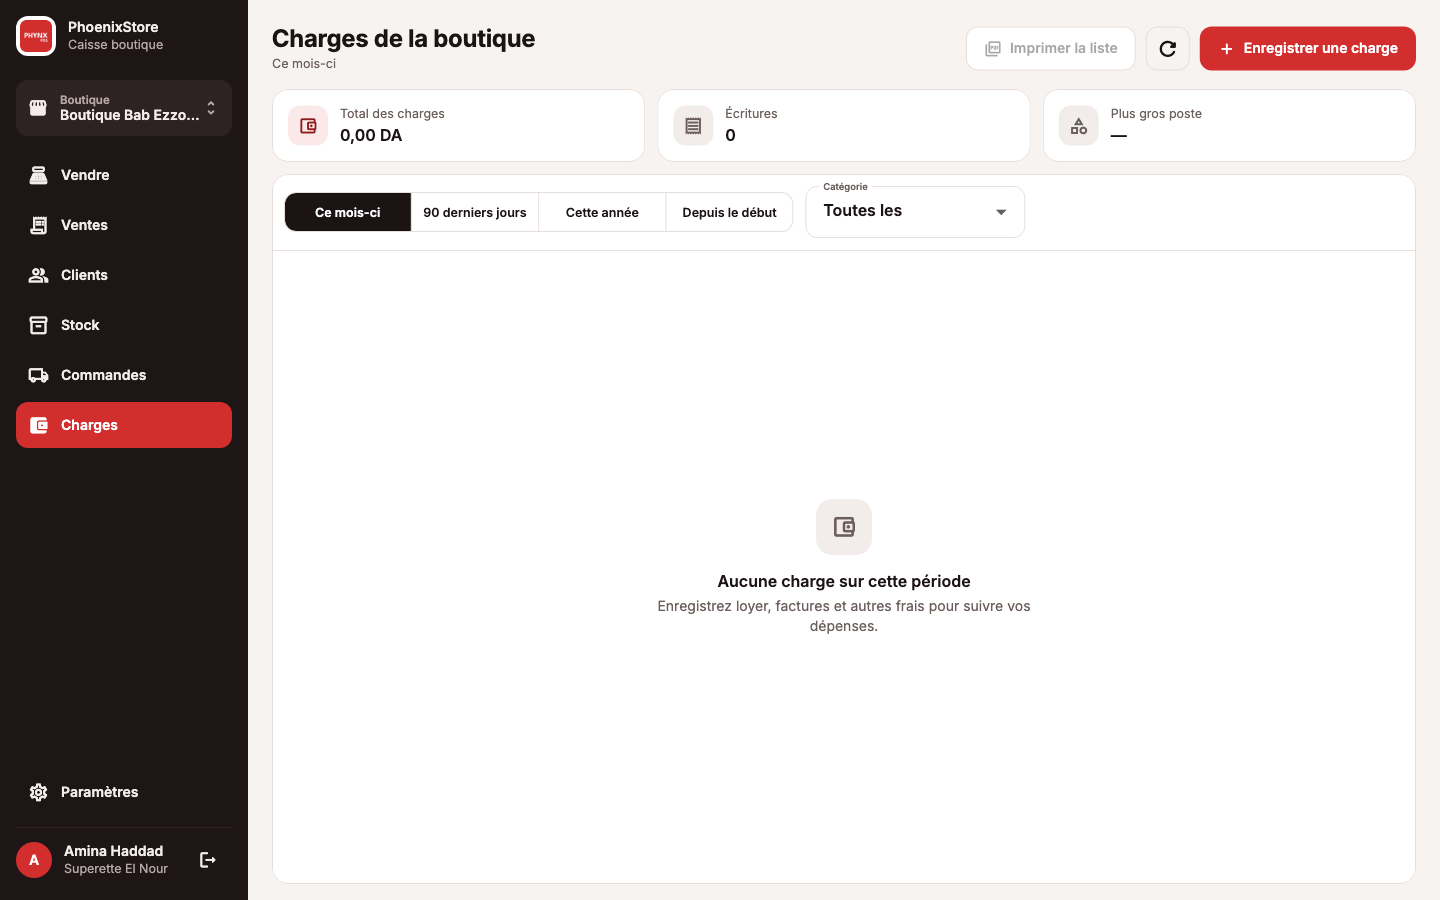 PHYNX
POS
PhoenixStore
Caisse boutique
Boutique
Boutique Bab Ezzo...
Vendre
Ventes
Clients
Stock
Commandes
Charges
Paramètres
A
Amina Haddad
Superette El Nour
Charges de la boutique
Ce mois-ci
Imprimer la liste
Enregistrer une charge
Total des charges
0,00 DA
Écritures
0
Plus gros poste
—
Ce mois-ci
90 derniers jours
Cette année
Depuis le début
Catégorie
Toutes les
Aucune charge sur cette période
Enregistrez loyer, factures et autres frais pour suivre vos
dépenses.